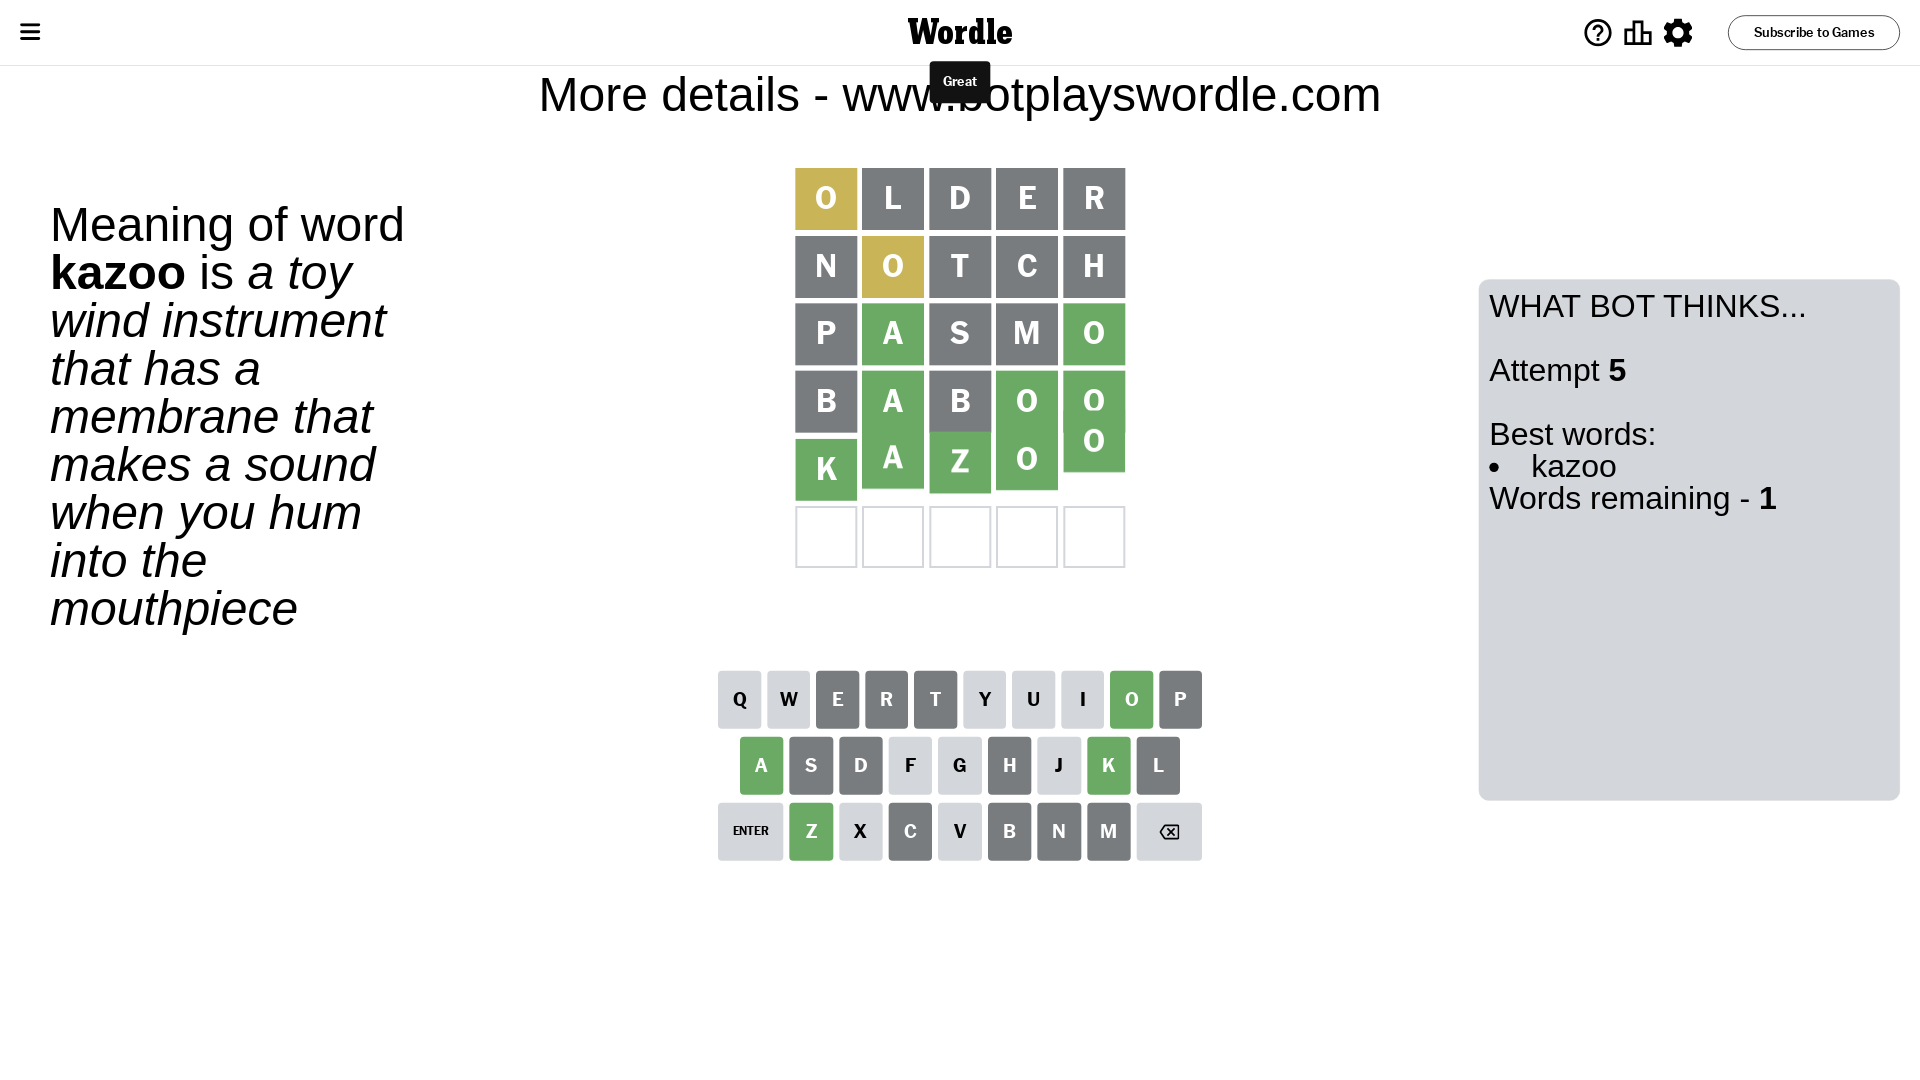 Wordle
Subscribe to Games
Great
More details - www.botplayswordle.com
Meaning of word
kazoo is a toy
wind instrument
that has a
membrane that
makes a sound
when you hum
into the
mouthpiece
O L D E R
N O T C H
P A S M O
B A B O O
K A Z O O
WHAT BOT THINKS...
Attempt 5
Best words:
• kazoo
Words remaining - 1
Q W E R T Y U I O P
A S D F G H J K L
ENTER Z X C V B N M